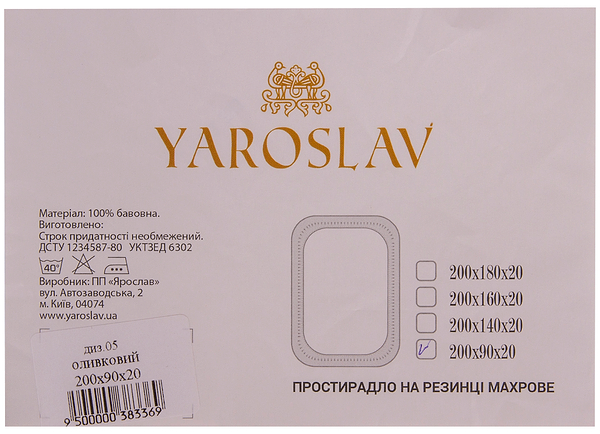 YAROSLAV
Матеріал: 100% бавовна.
Виготовлено:
Строк придатності необмежений.
ДСТУ 1234587-80 УКТЗЕД 6302
40°
Виробник: ПП «Ярослав»
вул. Автозаводська, 2
м. Київ, 04074
www.yaroslav.ua
200x180x20
200x160x20
200x140x20
200x90x20
ПРОСТИРАДЛО НА РЕЗИНЦІ МАХРОВЕ
диз.05
оливковий
200x90x20
9 500000 383369